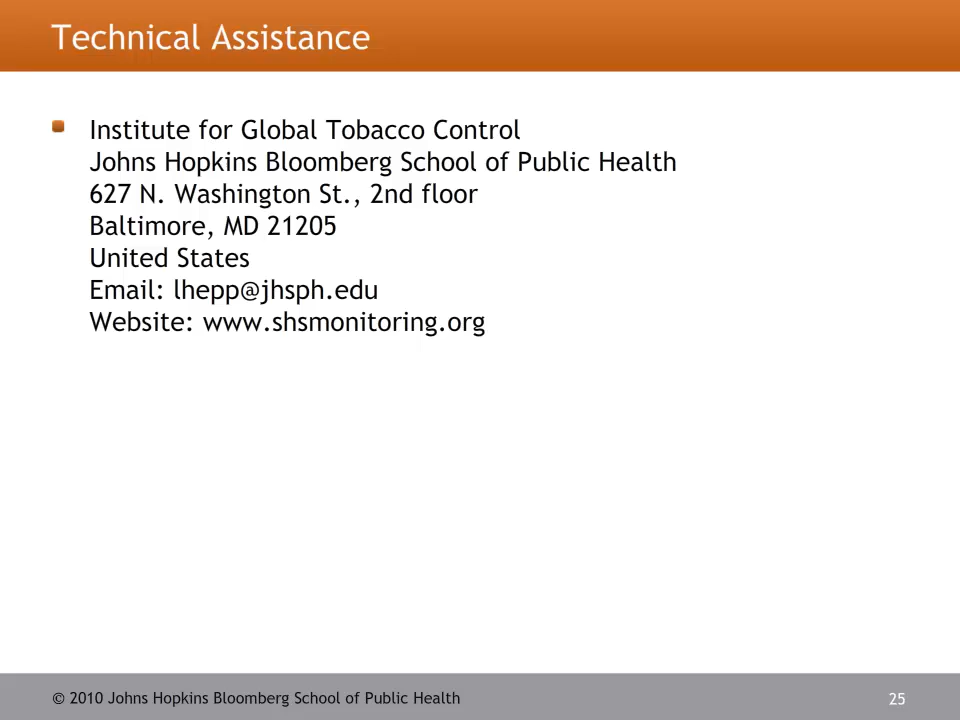 Technical Assistance
Institute for Global Tobacco Control
Johns Hopkins Bloomberg School of Public Health
627 N. Washington St., 2nd floor
Baltimore, MD 21205
United States
Email: lhepp@jhsph.edu
Website: www.shsmonitoring.org
© 2010 Johns Hopkins Bloomberg School of Public Health
25